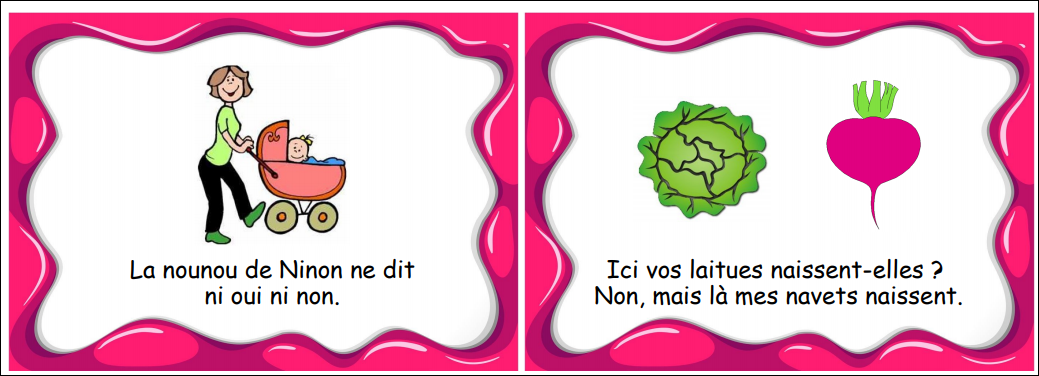 La nounou de Ninon ne dit
ni oui ni non.
Ici vos laitues naissent-elles ?
Non, mais là mes navets naissent.